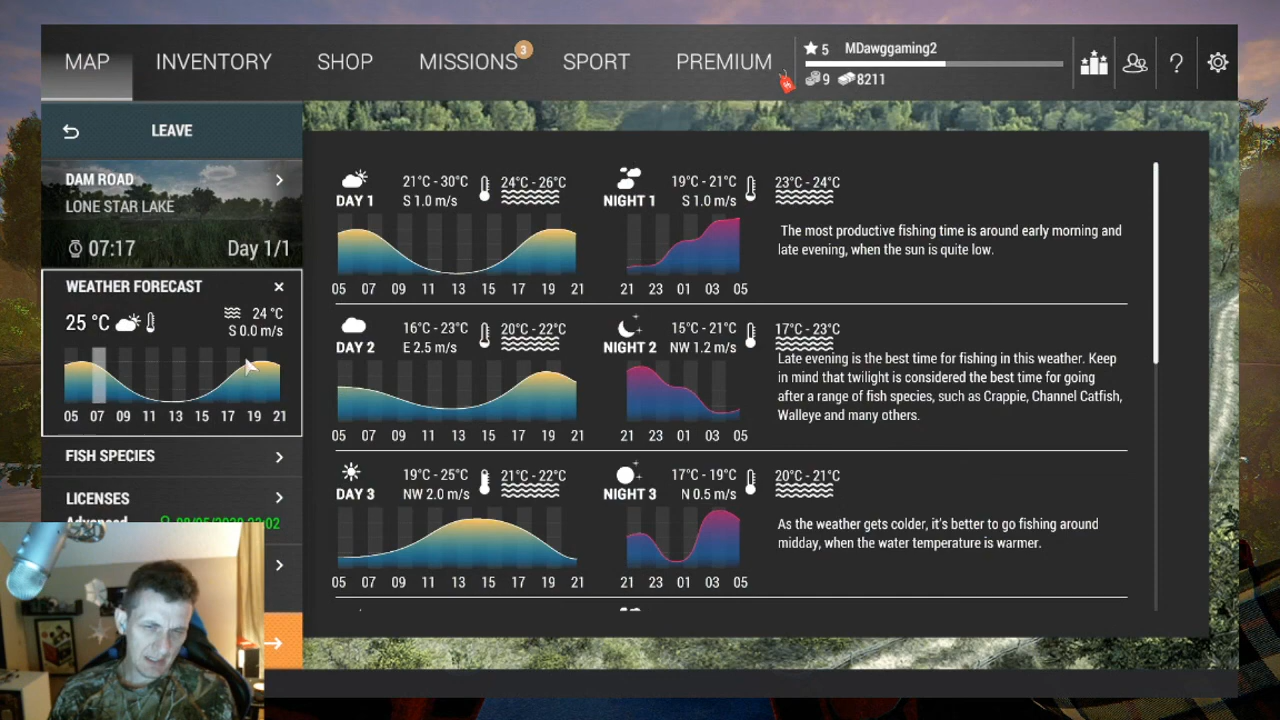 MAP INVENTORY SHOP MISSIONS 3 SPORT PREMIUM
5 MDawggaming2
9 8211
?
LEAVE
DAM ROAD
LONE STAR LAKE
07:17 Day 1/1
WEATHER FORECAST ×
25 °C 24 °C
S 0.0 m/s
05 07 09 11 13 15 17 19 21
FISH SPECIES
LICENSES
DAY 1
21°C - 30°C 24°C - 26°C
S 1.0 m/s
05 07 09 11 13 15 17 19 21
NIGHT 1
19°C - 21°C 23°C - 24°C
S 1.0 m/s
21 23 01 03 05
The most productive fishing time is around early morning and
late evening, when the sun is quite low.
DAY 2
16°C - 23°C 20°C - 22°C
E 2.5 m/s
05 07 09 11 13 15 17 19 21
NIGHT 2
15°C - 21°C 17°C - 23°C
NW 1.2 m/s
21 23 01 03 05
Late evening is the best time for fishing in this weather. Keep
in mind that twilight is considered the best time for going
after a range of fish species, such as Crappie, Channel Catfish,
Walleye and many others.
DAY 3
19°C - 25°C 21°C - 22°C
NW 2.0 m/s
05 07 09 11 13 15 17 19 21
NIGHT 3
17°C - 19°C 20°C - 21°C
N 0.5 m/s
21 23 01 03 05
As the weather gets colder, it's better to go fishing around
midday, when the water temperature is warmer.